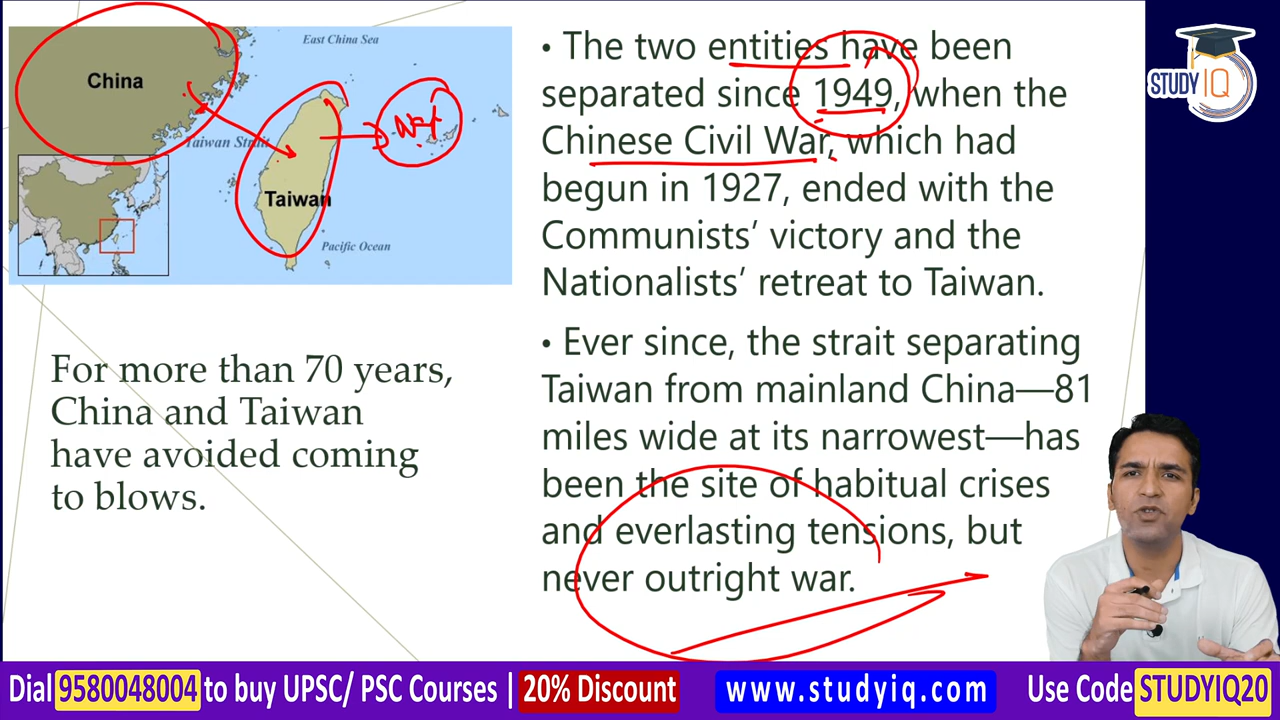 East China Sea
China
Taiwan Strait
Taiwan
Pacific Ocean
For more than 70 years,
China and Taiwan
have avoided coming
to blows.
• The two entities have been
separated since 1949, when the
Chinese Civil War, which had
begun in 1927, ended with the
Communists’ victory and the
Nationalists’ retreat to Taiwan.
• Ever since, the strait separating
Taiwan from mainland China—81
miles wide at its narrowest—has
been the site of habitual crises
and everlasting tensions, but
never outright war.
STUDY IQ
Dial 9580048004 to buy UPSC/ PSC Courses | 20% Discount
www.studyiq.com
Use Code STUDYIQ20